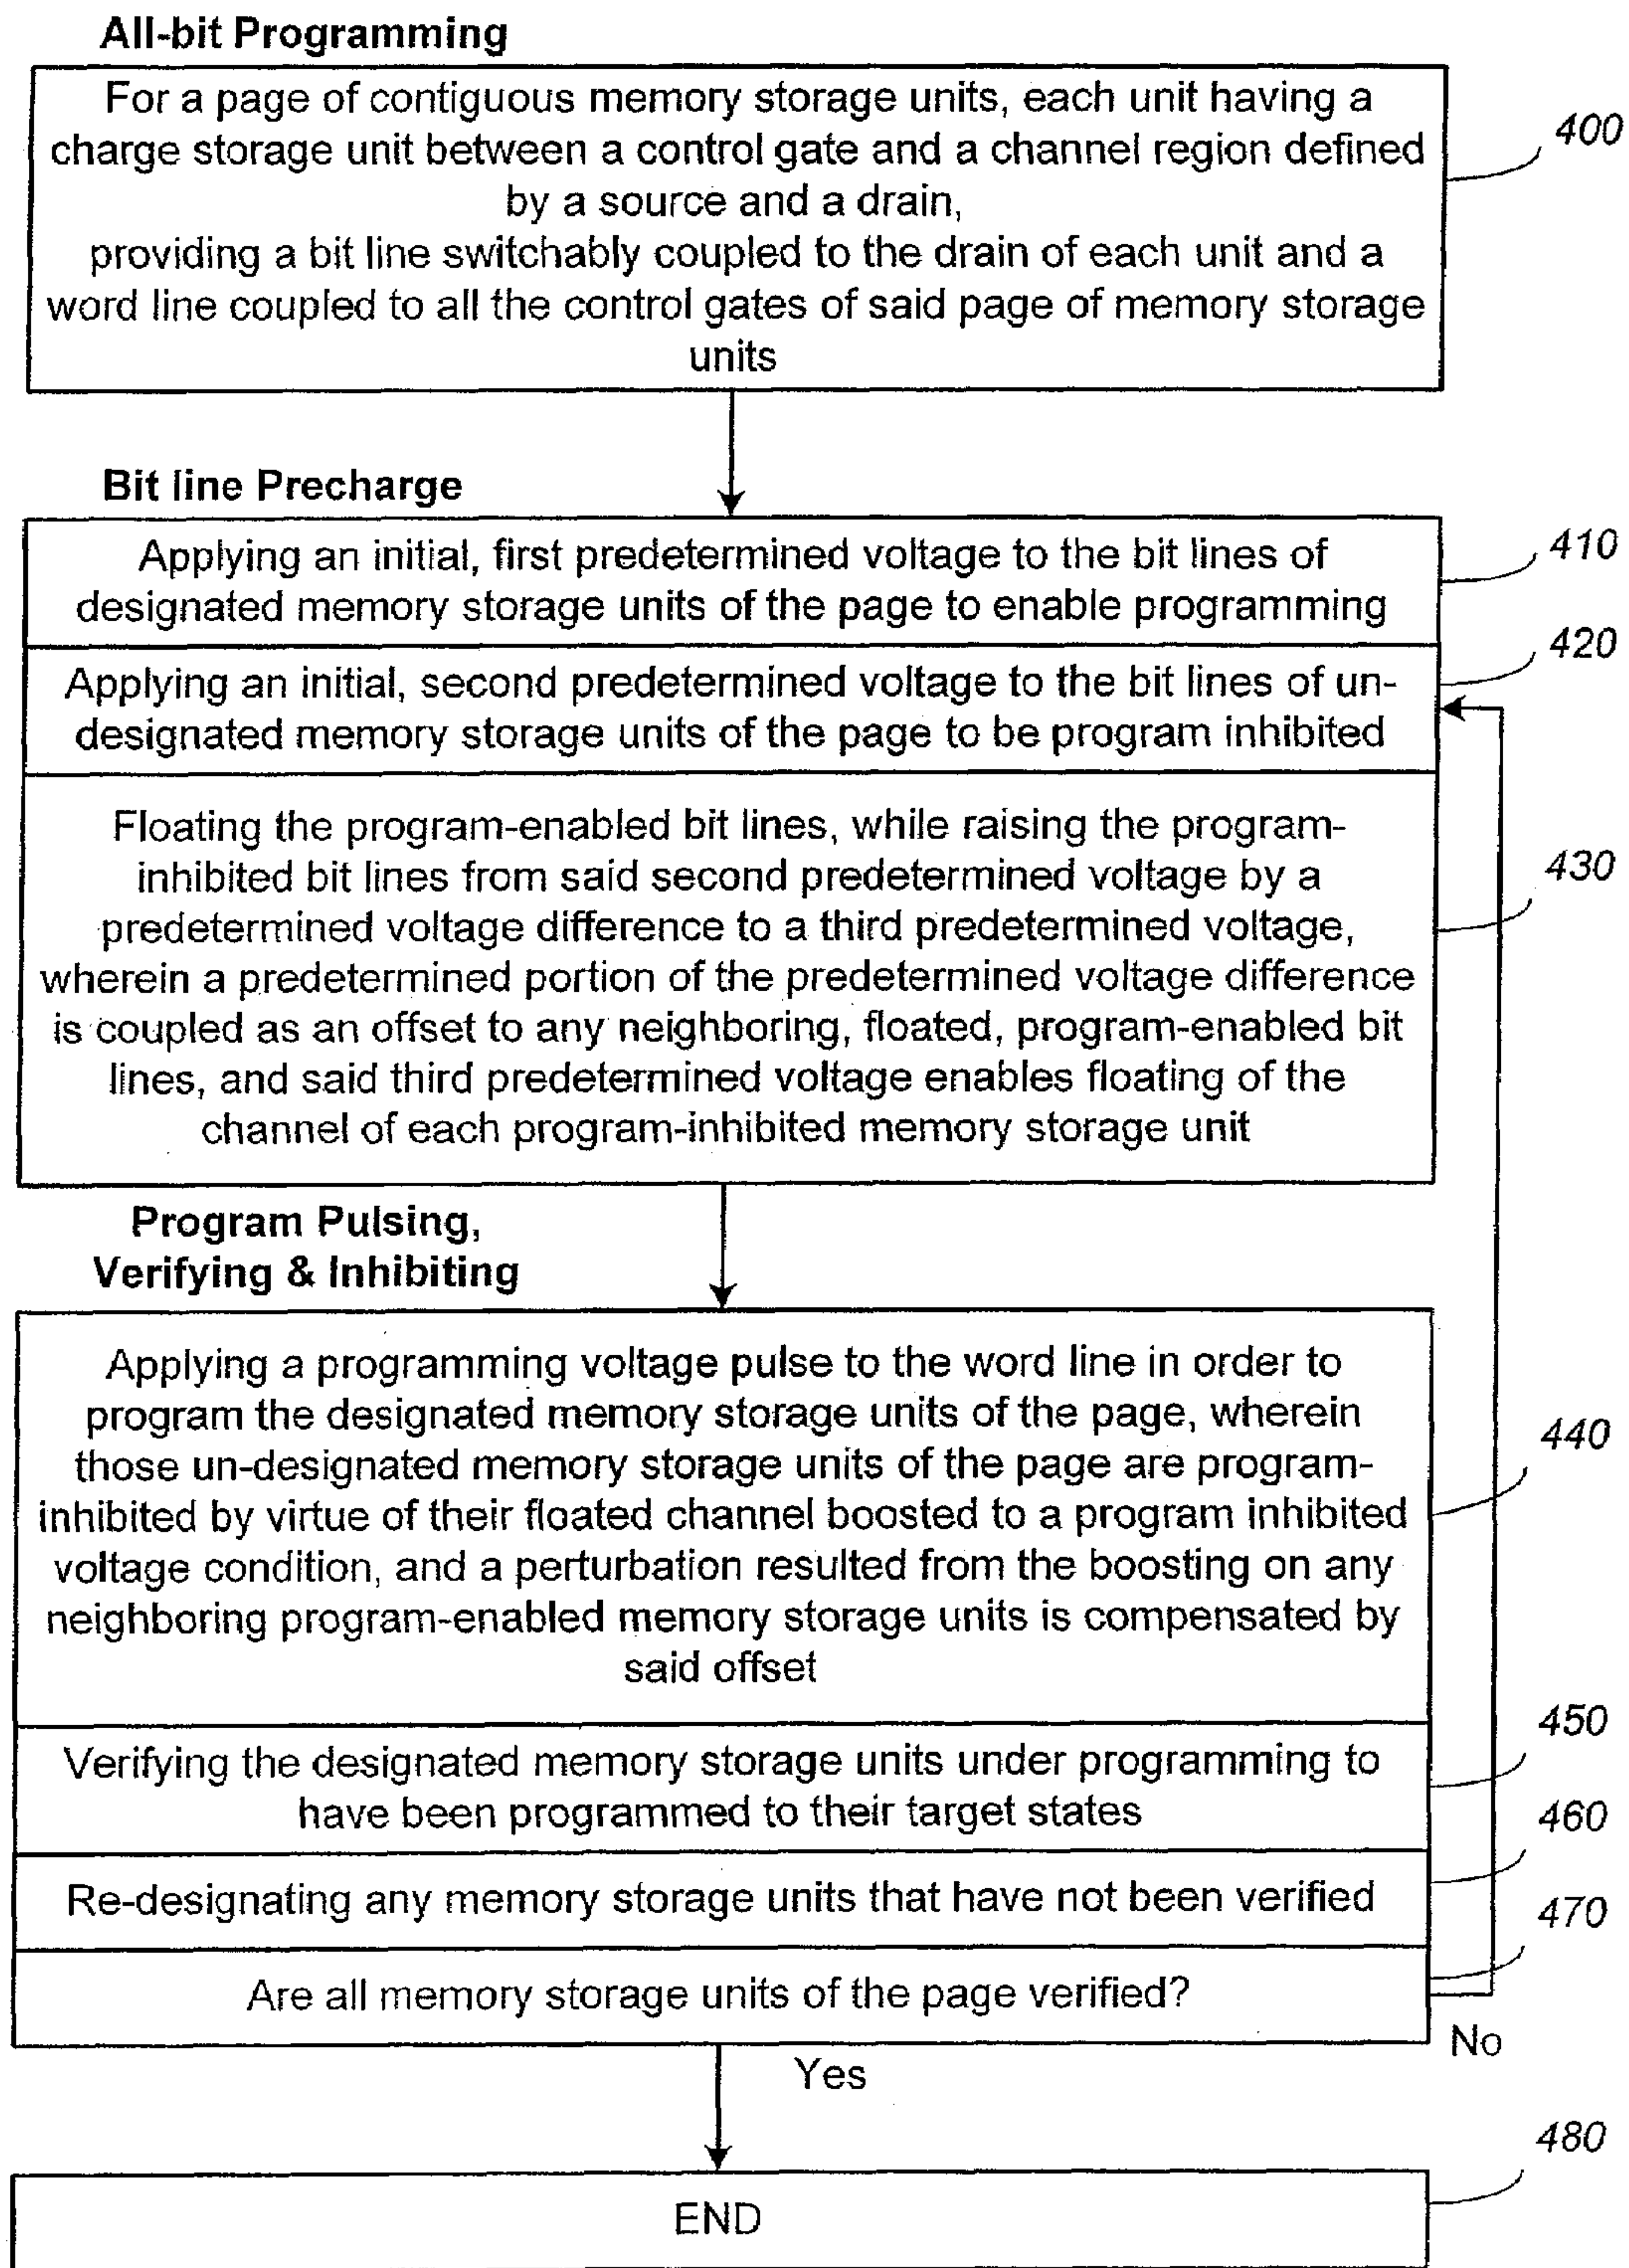 All-bit Programming
For a page of contiguous memory storage units, each unit having a
charge storage unit between a control gate and a channel region defined
by a source and a drain,
providing a bit line switchably coupled to the drain of each unit and a
word line coupled to all the control gates of said page of memory storage
units
400
Bit line Precharge
Applying an initial, first predetermined voltage to the bit lines of
designated memory storage units of the page to enable programming
410
Applying an initial, second predetermined voltage to the bit lines of un-
designated memory storage units of the page to be program inhibited
420
Floating the program-enabled bit lines, while raising the program-
inhibited bit lines from said second predetermined voltage by a
predetermined voltage difference to a third predetermined voltage,
wherein a predetermined portion of the predetermined voltage difference
is coupled as an offset to any neighboring, floated, program-enabled bit
lines, and said third predetermined voltage enables floating of the
channel of each program-inhibited memory storage unit
430
Program Pulsing,
Verifying & Inhibiting
Applying a programming voltage pulse to the word line in order to
program the designated memory storage units of the page, wherein
those un-designated memory storage units of the page are program-
inhibited by virtue of their floated channel boosted to a program inhibited
voltage condition, and a perturbation resulted from the boosting on any
neighboring program-enabled memory storage units is compensated by
said offset
440
Verifying the designated memory storage units under programming to
have been programmed to their target states
450
Re-designating any memory storage units that have not been verified
460
Are all memory storage units of the page verified?
470
No
Yes
END
480